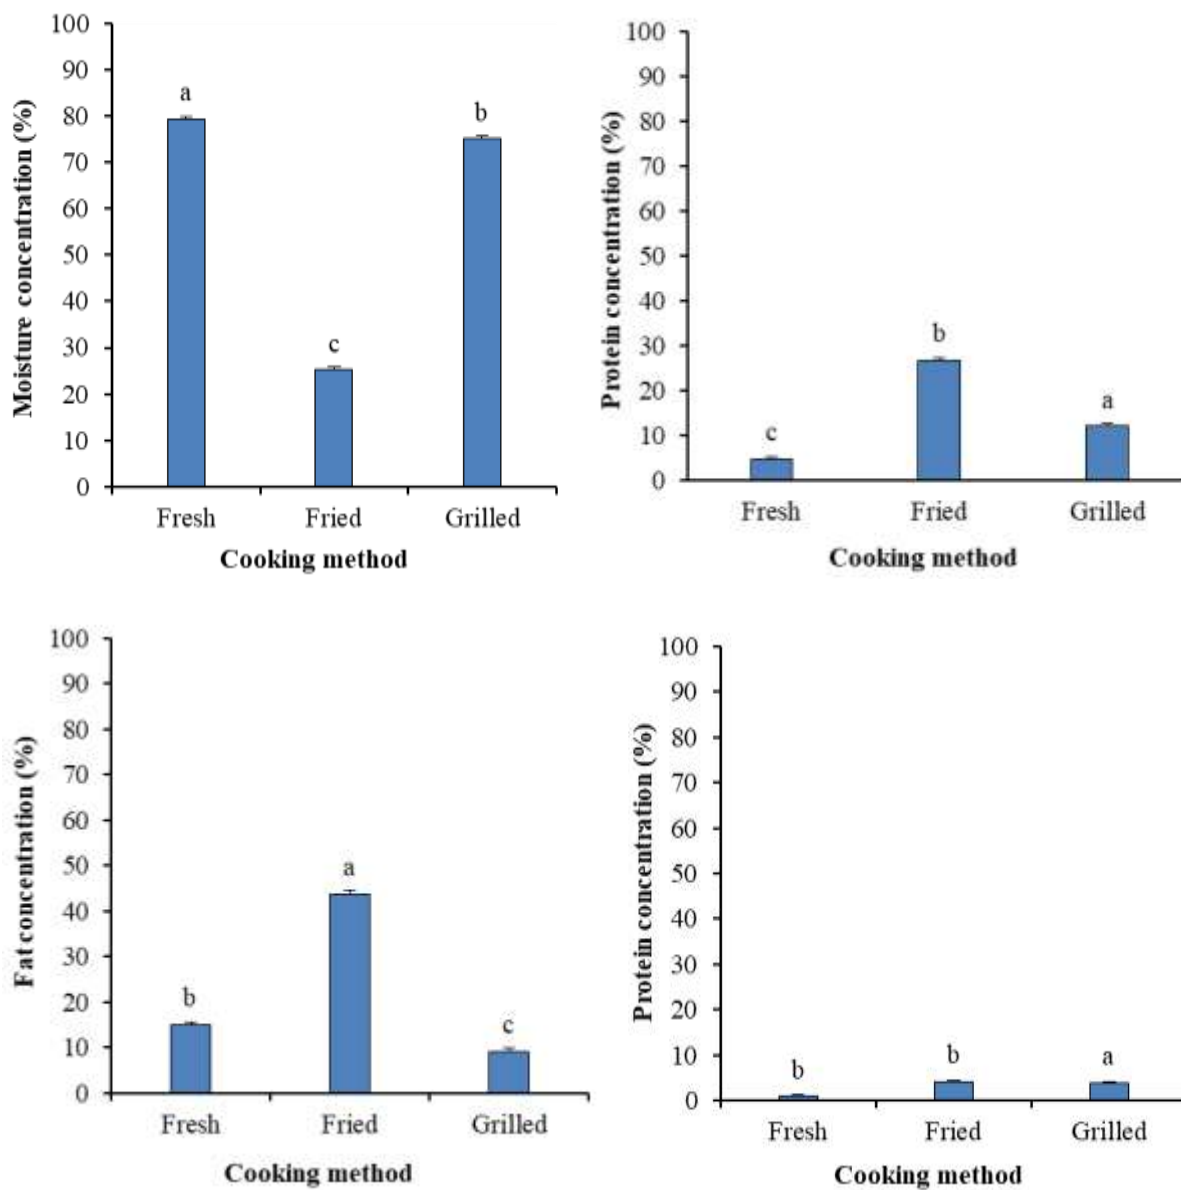 Moisture concentration (%)
100
90
80
70
60
50
40
30
20
10
0
a
c
b
Fresh Fried Grilled
Cooking method
Protein concentration (%)
100
90
80
70
60
50
40
30
20
10
0
c
b
a
Fresh Fried Grilled
Cooking method
Fat concentration (%)
100
90
80
70
60
50
40
30
20
10
0
b
a
c
Fresh Fried Grilled
Cooking method
Protein concentration (%)
100
90
80
70
60
50
40
30
20
10
0
b
b
a
Fresh Fried Grilled
Cooking method